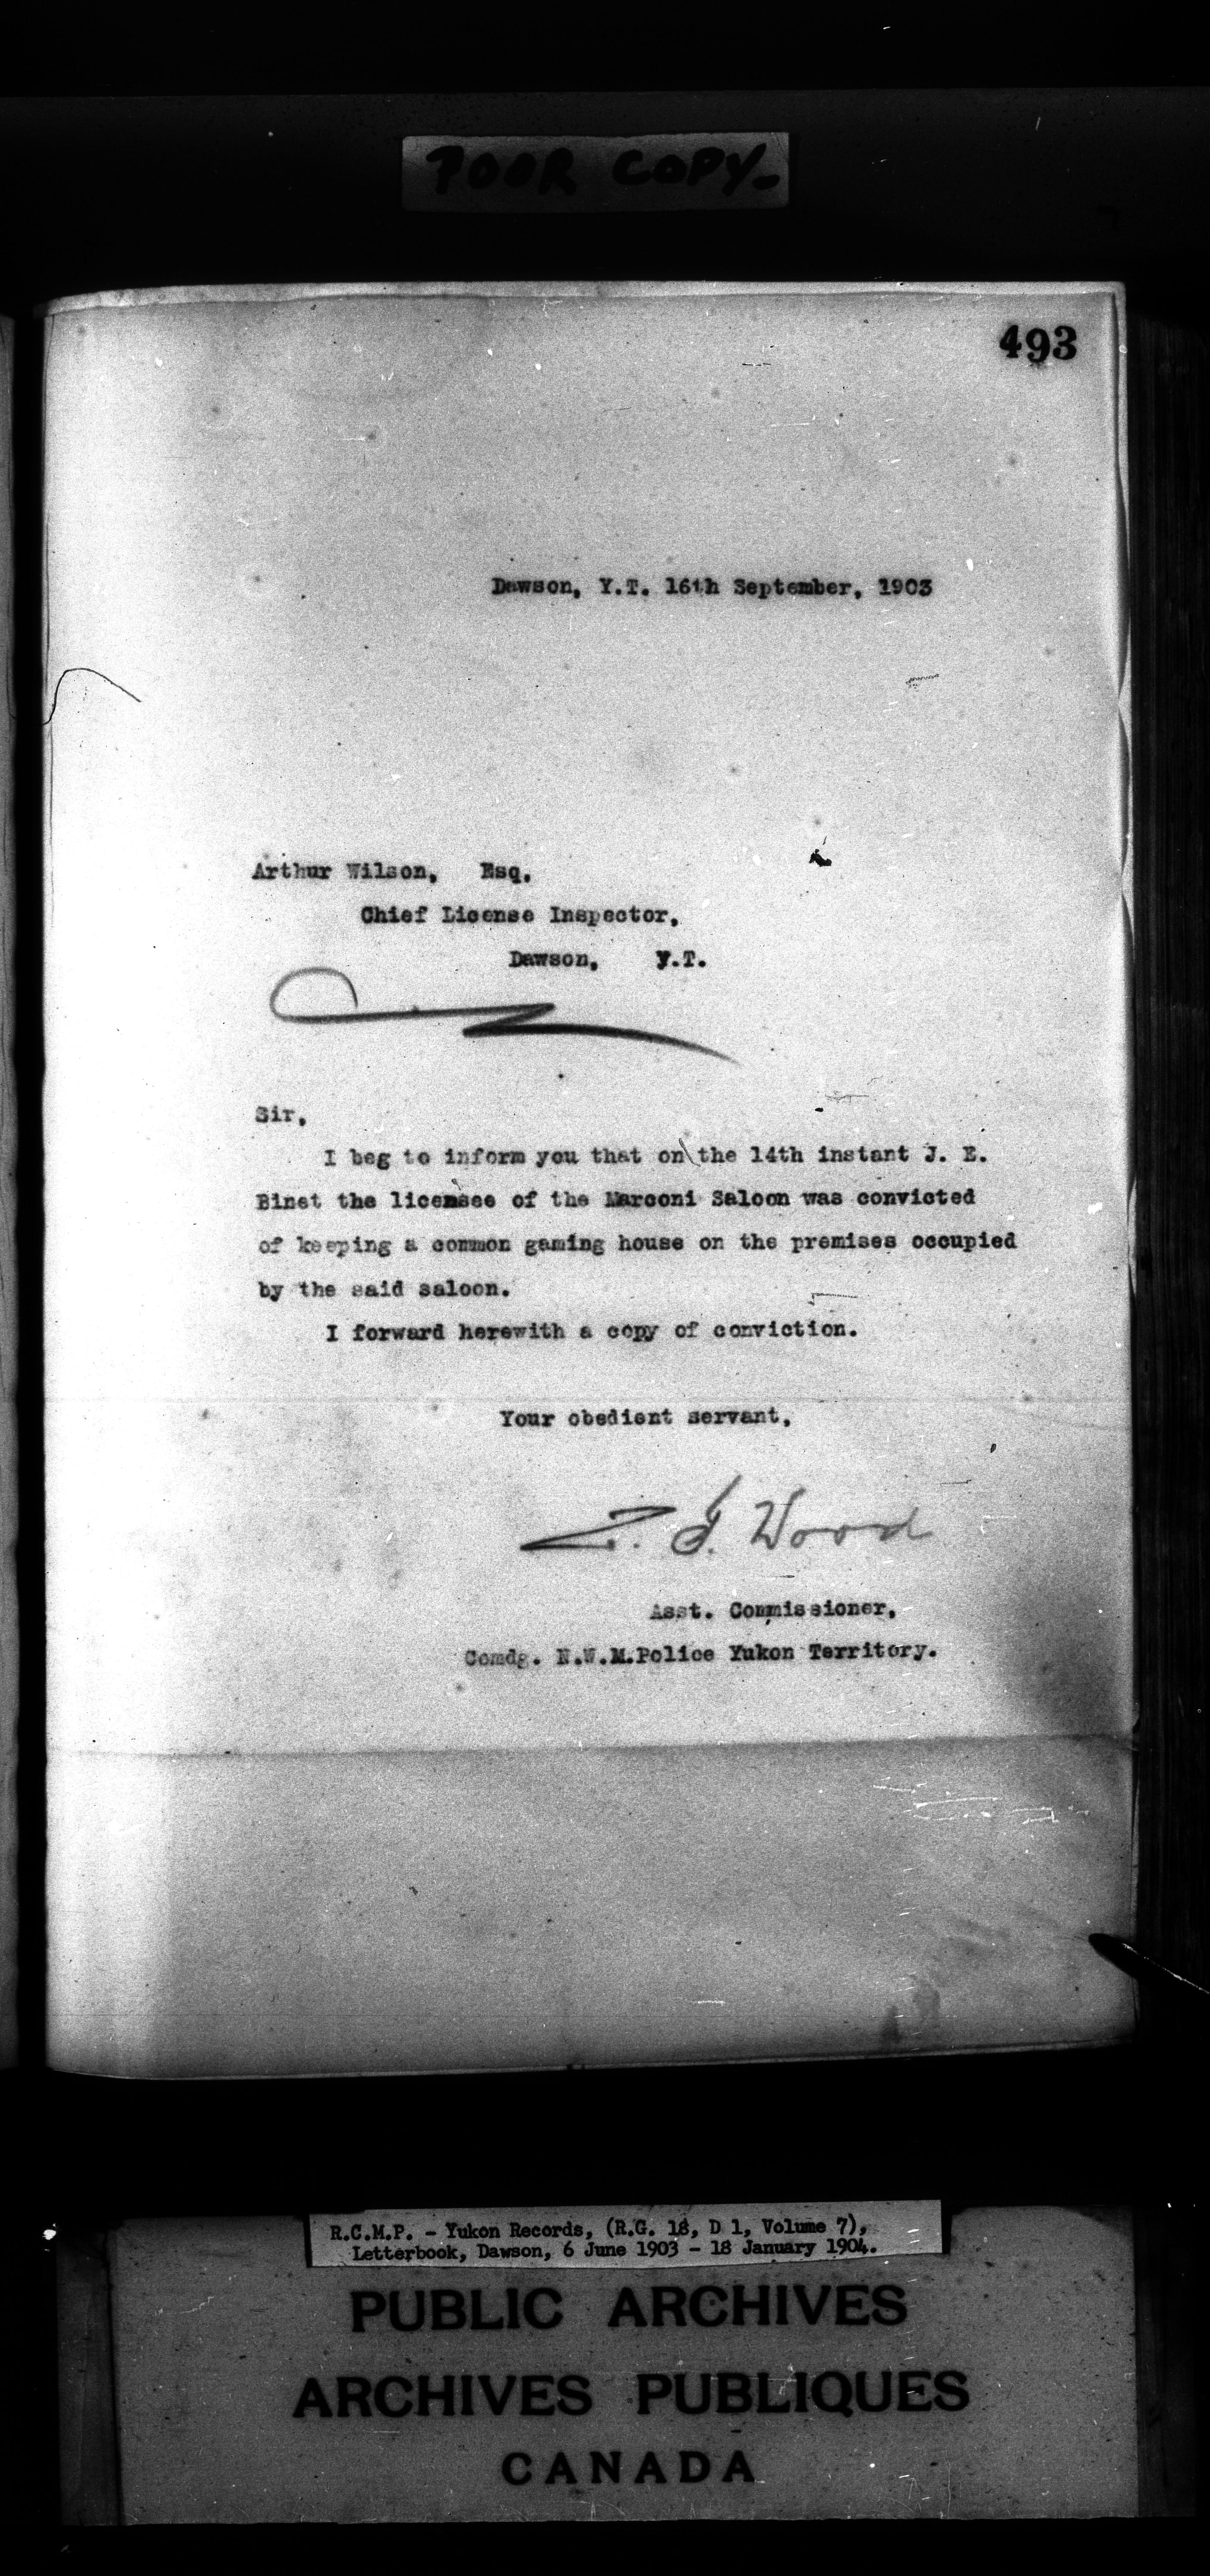 POOR COPY-
493
Dawson, Y.T. 16th September, 1903
Arthur Wilson, Esq.
Chief License Inspector,
Dawson, Y.T.
Sir,
I beg to inform you that on the 14th instant J. E.
Binet the licensee of the Marconi Saloon was convicted
of keeping a common gaming house on the premises occupied
by the said saloon.
I forward herewith a copy of conviction.
Your obedient servant,
Z. T. Wood
Asst. Commissioner,
Comdg. N.W.M.Police Yukon Territory.
R.C.M.P. - Yukon Records, (R.G. 18, D 1, Volume 7),
Letterbook, Dawson, 6 June 1903 - 18 January 1904.
PUBLIC ARCHIVES
ARCHIVES PUBLIQUES
CANADA